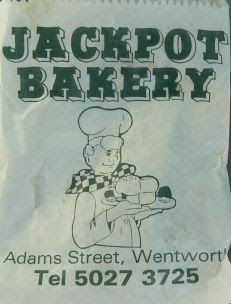 JACKPOT
BAKERY
Adams Street, Wentwort
Tel 5027 3725